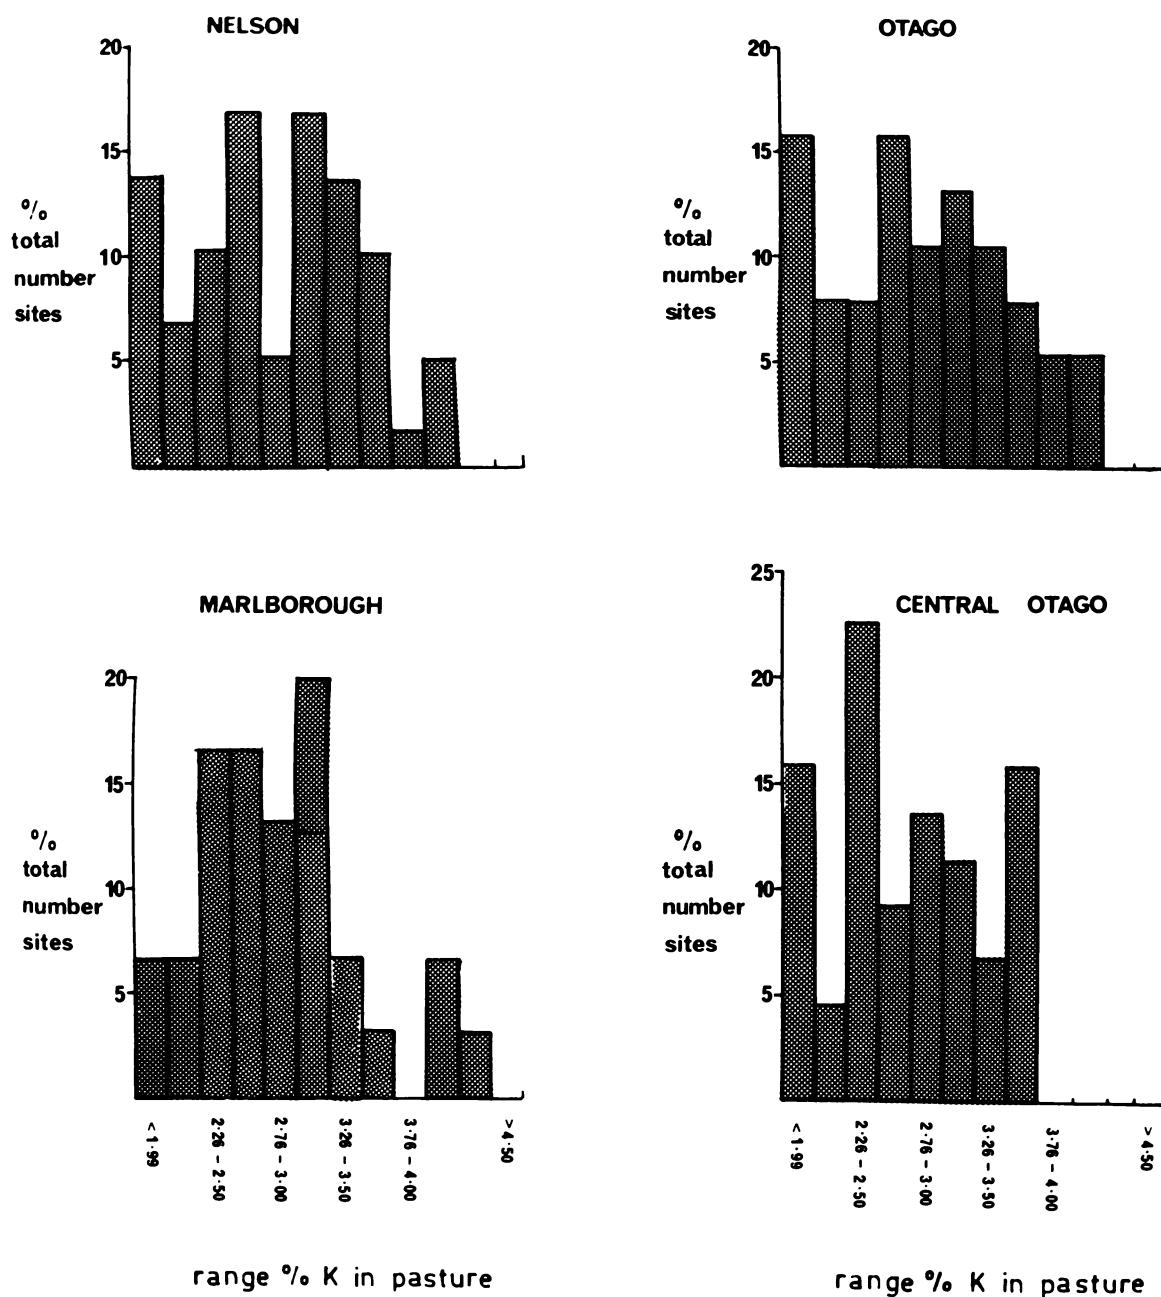 NELSON
20
15
10
5
%
total
number
sites
OTAGO
20
15
10
5
%
total
number
sites
MARLBOROUGH
20
15
10
5
%
total
number
sites
< 1·99
2·26 – 2·50
2·76 – 3·00
3·26 – 3·50
3·76 – 4·00
> 4·50
range % K in pasture
CENTRAL OTAGO
25
20
15
10
5
%
total
number
sites
< 1·99
2·26 – 2·50
2·76 – 3·00
3·26 – 3·50
3·76 – 4·00
> 4·50
range % K in pasture